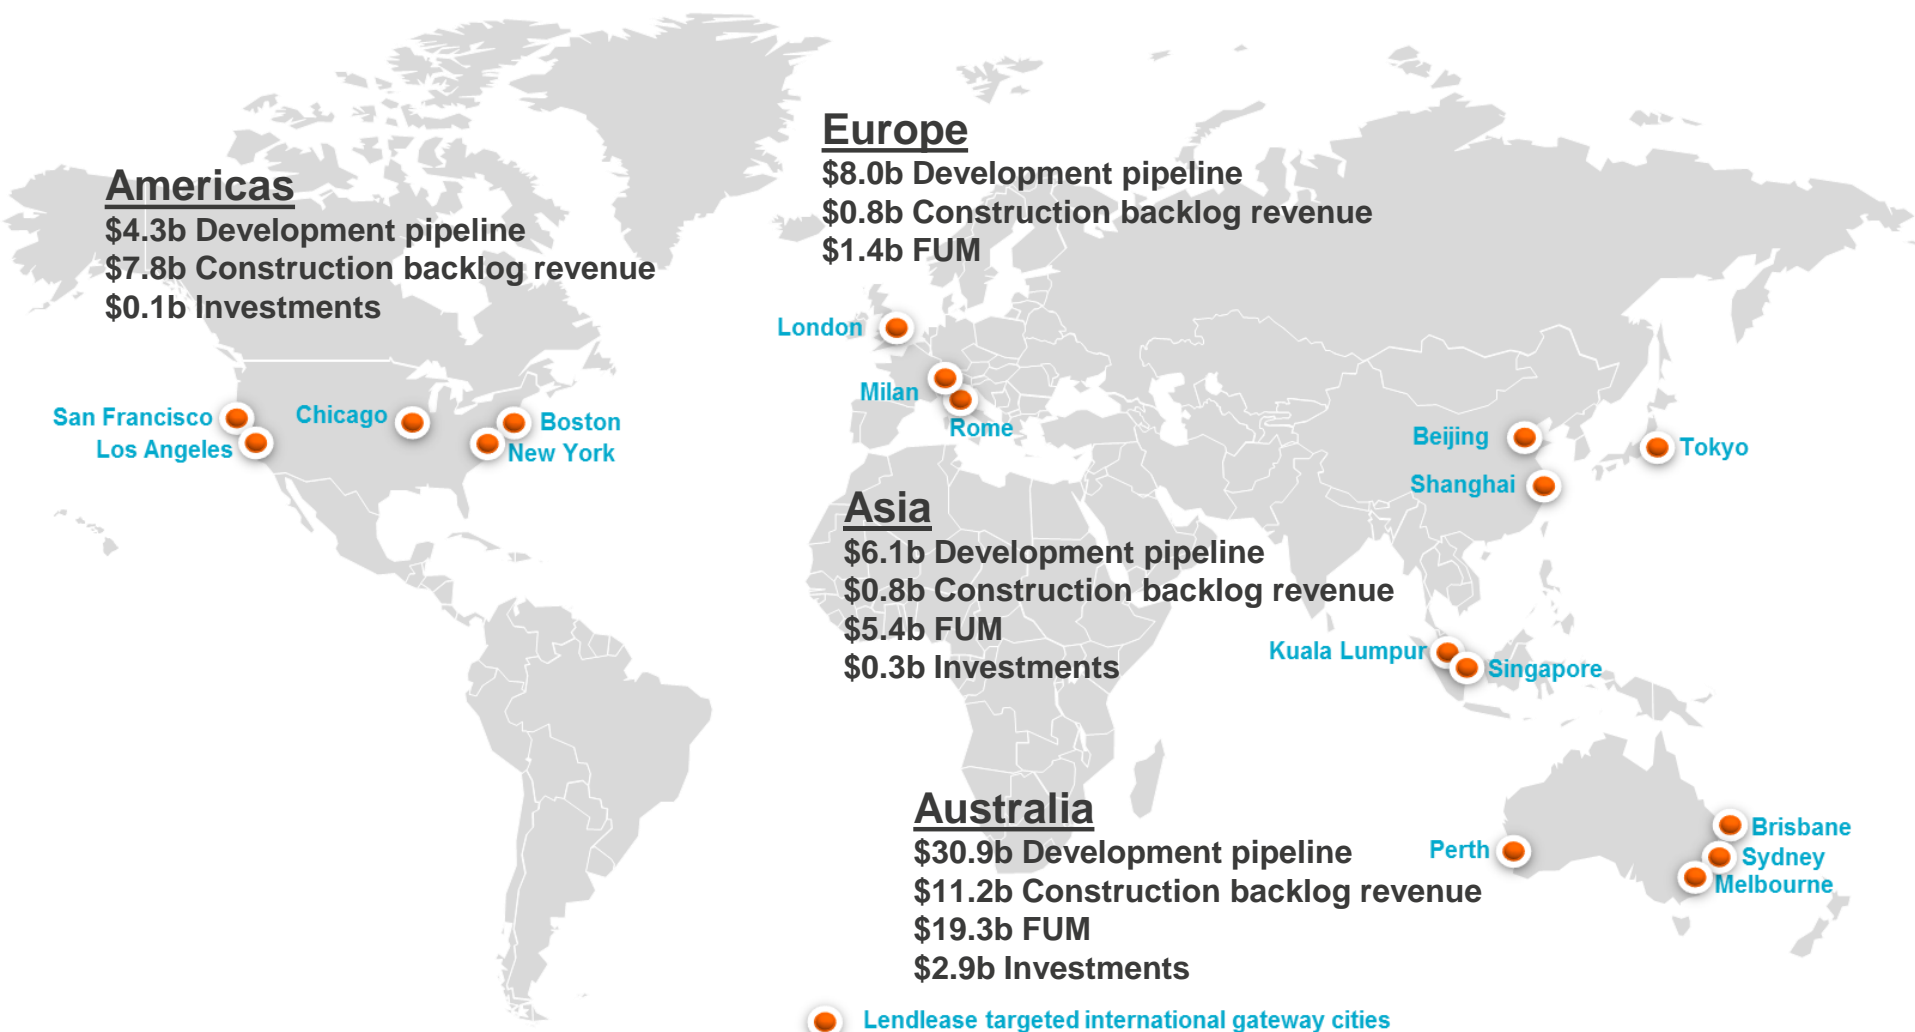 Europe
$8.0b Development pipeline
$0.8b Construction backlog revenue
$1.4b FUM
Americas
$4.3b Development pipeline
$7.8b Construction backlog revenue
$0.1b Investments
London
Milan
Rome
San Francisco
Los Angeles
Chicago
Boston
New York
Beijing
Tokyo
Shanghai
Asia
$6.1b Development pipeline
$0.8b Construction backlog revenue
$5.4b FUM
$0.3b Investments
Kuala Lumpur
Singapore
Australia
$30.9b Development pipeline
$11.2b Construction backlog revenue
$19.3b FUM
$2.9b Investments
Perth
Brisbane
Sydney
Melbourne
Lendlease targeted international gateway cities